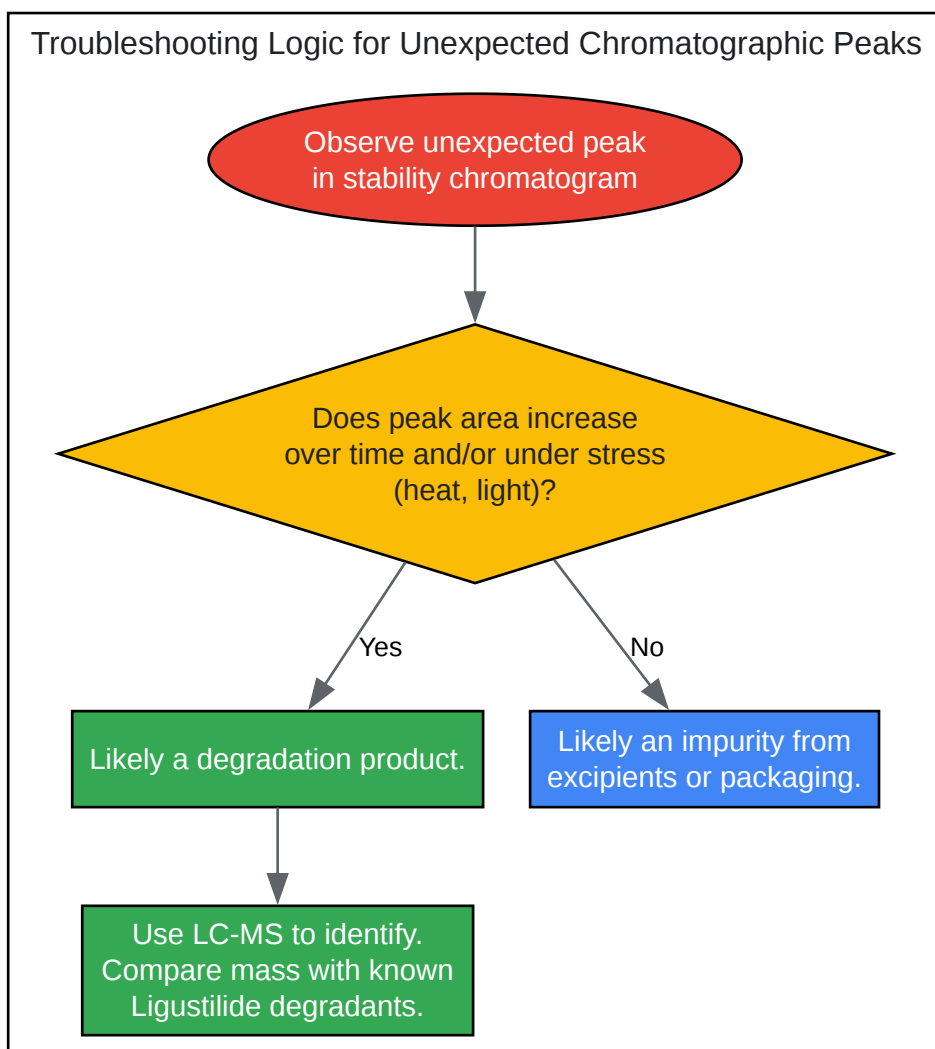 Troubleshooting Logic for Unexpected Chromatographic Peaks
Observe unexpected peak
in stability chromatogram
Does peak area increase
over time and/or under stress
(heat, light)?
Yes
No
Likely a degradation product.
Likely an impurity from
excipients or packaging.
Use LC-MS to identify.
Compare mass with known
Ligustilide degradants.